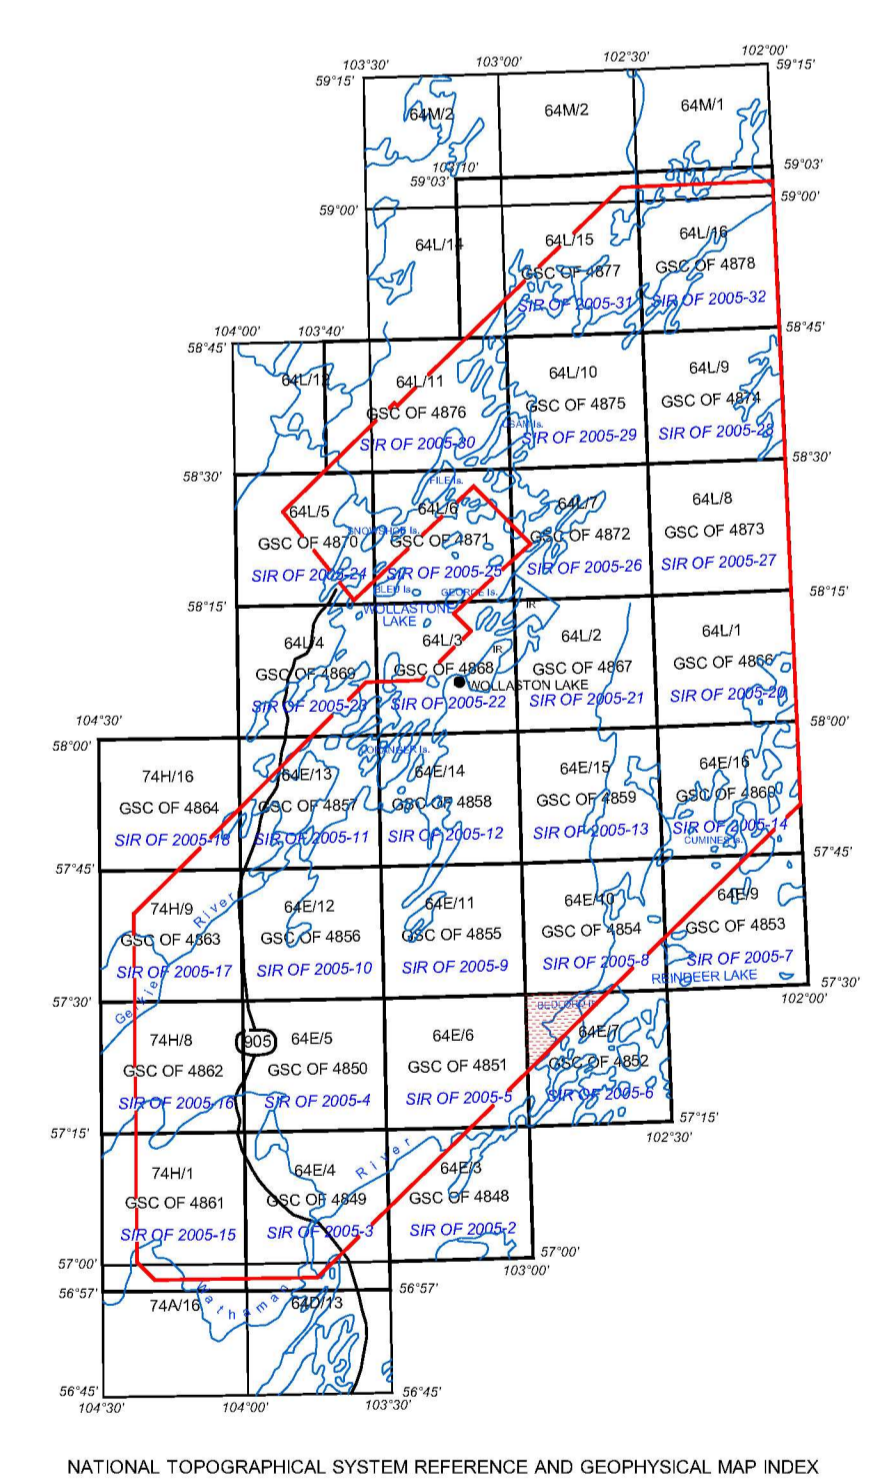 103°30'
103°00'
102°30'
102°00'
59°15'
59°15'
64M/2
64M/2
64M/1
103°10'
59°03'
59°03'
59°00'
59°00'
64L/14
64L/15
GSC OF 4877
SIR OF 2005-31
64L/16
GSC OF 4878
SIR OF 2005-32
104°00'
103°40'
58°45'
58°45'
64L/12
64L/11
GSC OF 4876
SIR OF 2005-30
64L/10
GSC OF 4875
SIR OF 2005-29
64L/9
GSC OF 4874
SIR OF 2005-28
58°30'
58°30'
FILE Is.
64L/5
GSC OF 4870
SIR OF 2005-24
SNOWSHOE Is.
64L/6
GSC OF 4871
SIR OF 2005-25
64L/7
GSC OF 4872
SIR OF 2005-26
64L/8
GSC OF 4873
SIR OF 2005-27
58°15'
58°15'
BLEU Is.
GEORGE Is.
WOLLASTON
LAKE
IR
IR
64L/4
GSC OF 4869
SIR OF 2005-23
64L/3
GSC OF 4868
SIR OF 2005-22
WOLLASTON LAKE
64L/2
GSC OF 4867
SIR OF 2005-21
64L/1
GSC OF 4866
SIR OF 2005-20
104°30'
58°00'
58°00'
74H/16
GSC OF 4864
SIR OF 2005-18
64E/13
GSC OF 4857
SIR OF 2005-11
64E/14
GSC OF 4858
SIR OF 2005-12
64E/15
GSC OF 4859
SIR OF 2005-13
64E/16
GSC OF 4860
SIR OF 2005-14
CUMINES Is.
57°45'
57°45'
74H/9
GSC OF 4863
SIR OF 2005-17
Geikie River
64E/12
GSC OF 4856
SIR OF 2005-10
64E/11
GSC OF 4855
SIR OF 2005-9
64E/10
GSC OF 4854
SIR OF 2005-8
64E/9
GSC OF 4853
SIR OF 2005-7
REINDEER LAKE
57°30'
57°30'
102°00'
74H/8
GSC OF 4862
SIR OF 2005-16
905
64E/5
GSC OF 4850
SIR OF 2005-4
64E/6
GSC OF 4851
SIR OF 2005-5
64E/7
GSC OF 4852
SIR OF 2005-6
57°15'
57°15'
102°30'
74H/1
GSC OF 4861
SIR OF 2005-15
64E/4
GSC OF 4849
SIR OF 2005-3
River
64E/3
GSC OF 4848
SIR OF 2005-2
57°00'
57°00'
103°00'
56°57'
56°57'
74A/16
Wathaman
64D/13
56°45'
56°45'
104°30'
104°00'
103°30'
NATIONAL TOPOGRAPHICAL SYSTEM REFERENCE AND GEOPHYSICAL MAP INDEX